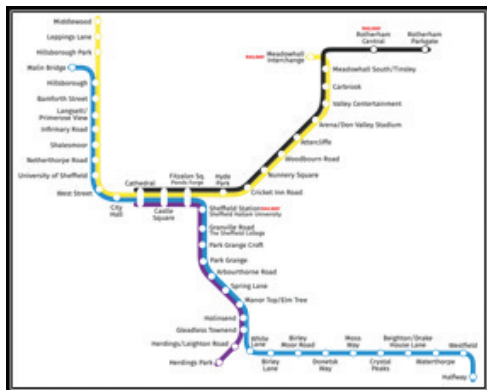 Middlewood
Leppings Lane
Hillsborough Park
Malin Bridge
Hillsborough
Bamforth Street
Langsett/
Primrose View
Infirmary Road
Shalesmoor
Netherthorpe Road
University of Sheffield
West Street
City
Hall
Cathedral
Castle
Square
Fitzalan Sq.
Ponds Forge
Hyde
Park
Cricket Inn Road
Nunnery Square
Woodbourn Road
Attercliffe
Arena/Don Valley Stadium
Valley Centertainment
Carbrook
Meadowhall South/Tinsley
RAILWAY
Meadowhall
Interchange
RAILWAY
Rotherham
Central
Rotherham
Parkgate
Sheffield Station RAILWAY
Sheffield Hallam University
Granville Road
The Sheffield College
Park Grange Croft
Park Grange
Arbourthorne Road
Spring Lane
Manor Top/Elm Tree
Hollinsend
Gleadless Townend
Herdings/Leighton Road
Herdings Park
White
Lane
Birley
Lane
Birley
Moor Road
Donetsk
Way
Moss
Way
Crystal
Peaks
Beighton/Drake
House Lane
Waterthorpe
Westfield
Halfway